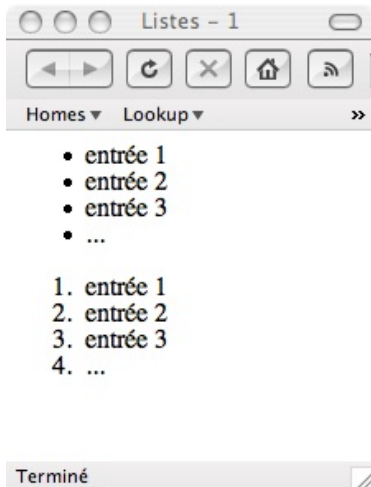 Listes – 1
Homes ▾ Lookup ▾ »
• entrée 1
• entrée 2
• entrée 3
• ...
1. entrée 1
2. entrée 2
3. entrée 3
4. ...
Terminé